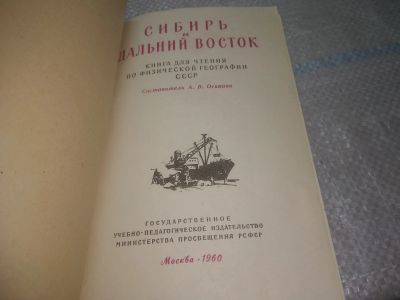 СИБИРЬ
и
ДАЛЬНИЙ ВОСТОК
КНИГА ДЛЯ ЧТЕНИЯ
ПО ФИЗИЧЕСКОЙ ГЕОГРАФИИ
СССР
Составитель А. В.
ГОСУДАРСТВЕННОЕ
УЧЕБНО-ПЕДАГОГИЧЕСКОЕ ИЗДАТЕЛЬСТВО
МИНИСТЕРСТВА ПРОСВЕЩЕНИЯ РСФСР
Москва · 1960